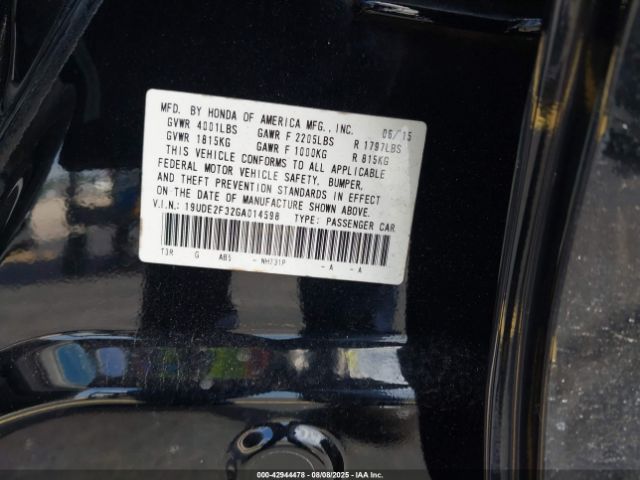 MFD. BY HONDA OF AMERICA MFG., INC. 06/15
GVWR 4001LBS GAWR F 2205LBS R 1797LBS
GVWR 1815KG GAWR F 1000KG R 815KG
THIS VEHICLE CONFORMS TO ALL APPLICABLE
FEDERAL MOTOR VEHICLE SAFETY, BUMPER,
AND THEFT PREVENTION STANDARDS IN EFFECT
ON THE DATE OF MANUFACTURE SHOWN ABOVE.
V.I.N.: 19UDE2F32GA014598 TYPE: PASSENGER CAR
T3R G AB5 - NH731P - A - A
00-42944478 | 08/08/2025 | IAA Inc.